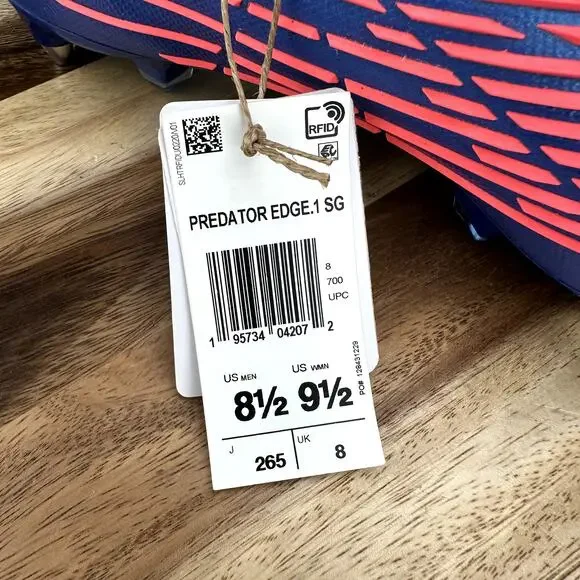 SLHTRFIDU0220IV01
RFID
PREDATOR EDGE.1 SG
8
700
UPC
1 95734 04207 2
US MEN US WMN
8½ 9½
PO# 128431229
J 265 UK 8